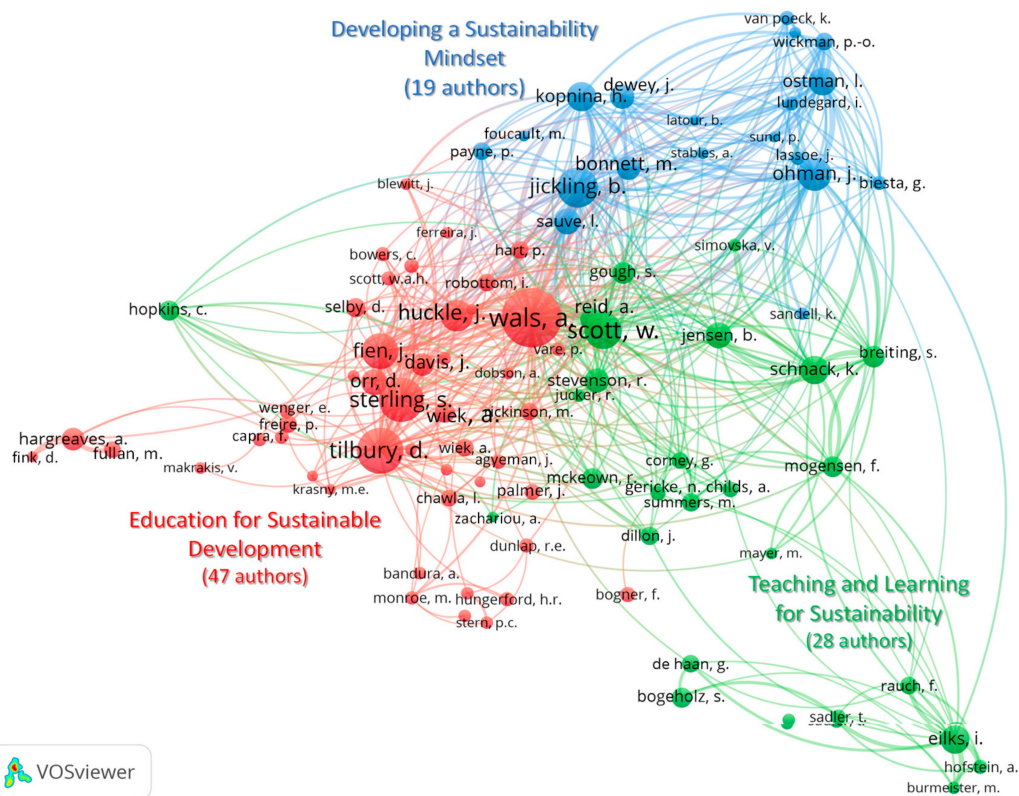 van poeck, k.
Developing a Sustainability
Mindset
(19 authors)
wickman, p.-o.
ostman, l.
lundegard, i.
dewey, j.
kopnina, h.
latour, b.
foucault, m.
sund, p.
payne, p.
stables, a.
lassoe, j.
bonnett, m.
ohman, j.
biesta, g.
jickling, b.
blewitt, j.
sauve, l.
ferreira, j.
simovska, v.
hart, p.
bowers, c.
gough, s.
scott, w.a.h.
robottom, i.
hopkins, c.
selby, d.
huckle, j.
wals, a.
reid, a.
scott, w.
sandell, k.
jensen, b.
vare, p.
breiting, s.
fien, j.
davis, j.
schnack, k.
dobson, a.
orr, d.
stevenson, r.
jucker, r.
sterling, s.
wiek, a.
dickinson, m.
wenger, e.
freire, p.
capra, f.
hargreaves, a.
fullan, m.
fink, d.
tilbury, d.
wiek, a.
agyeman, j.
corney, g.
mogensen, f.
makrakis, v.
mckeown, r.
krasny, m.e.
chawla, l.
palmer, j.
gericke, n.
childs, a.
summers, m.
zachariou, a.
Education for Sustainable
Development
(47 authors)
dillon, j.
dunlap, r.e.
mayer, m.
bandura, a.
Teaching and Learning
for Sustainability
(28 authors)
monroe, m.
hungerford, h.r.
bogner, f.
stern, p.c.
de haan, g.
bogeholz, s.
rauch, f.
sadler, t.
eilks, i.
hofstein, a.
burmeister, m.
VOSviewer